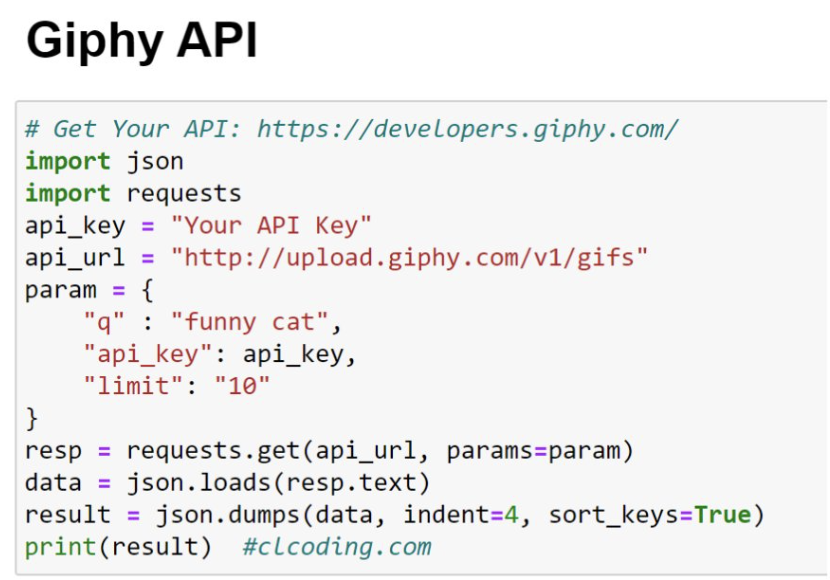 Giphy API
# Get Your API: https://developers.giphy.com/
import json
import requests
api_key = "Your API Key"
api_url = "http://upload.giphy.com/v1/gifs"
param = {
    "q" : "funny cat",
    "api_key": api_key,
    "limit": "10"
}
resp = requests.get(api_url, params=param)
data = json.loads(resp.text)
result = json.dumps(data, indent=4, sort_keys=True)
print(result)  #clcoding.com